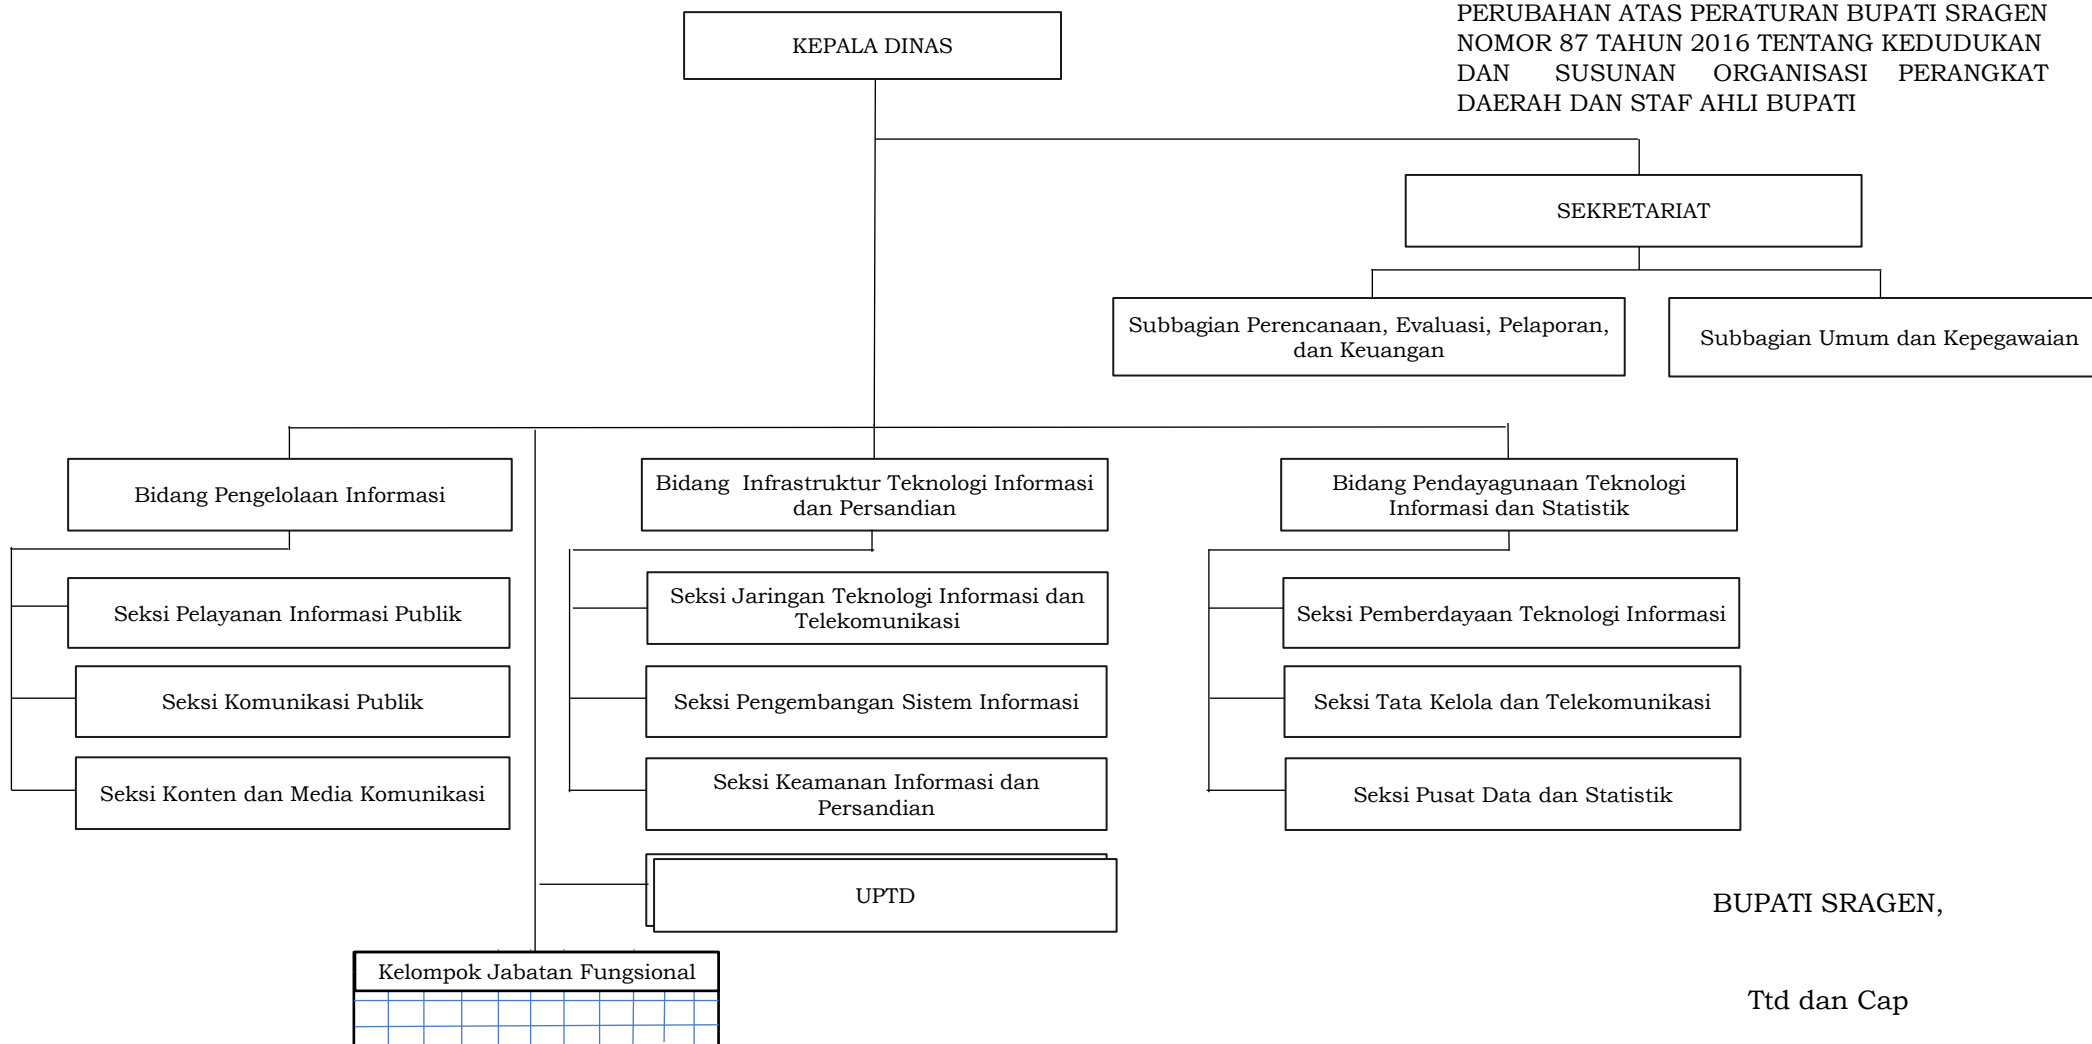 PERUBAHAN ATAS PERATURAN BUPATI SRAGEN
NOMOR 87 TAHUN 2016 TENTANG KEDUDUKAN
DAN SUSUNAN ORGANISASI PERANGKAT
DAERAH DAN STAF AHLI BUPATI
KEPALA DINAS
SEKRETARIAT
Subbagian Perencanaan, Evaluasi, Pelaporan,
dan Keuangan
Subbagian Umum dan Kepegawaian
Bidang Pengelolaan Informasi
Seksi Pelayanan Informasi Publik
Seksi Komunikasi Publik
Seksi Konten dan Media Komunikasi
Bidang Infrastruktur Teknologi Informasi
dan Persandian
Seksi Jaringan Teknologi Informasi dan
Telekomunikasi
Seksi Pengembangan Sistem Informasi
Seksi Keamanan Informasi dan
Persandian
Bidang Pendayagunaan Teknologi
Informasi dan Statistik
Seksi Pemberdayaan Teknologi Informasi
Seksi Tata Kelola dan Telekomunikasi
Seksi Pusat Data dan Statistik
UPTD
Kelompok Jabatan Fungsional
BUPATI SRAGEN,
Ttd dan Cap